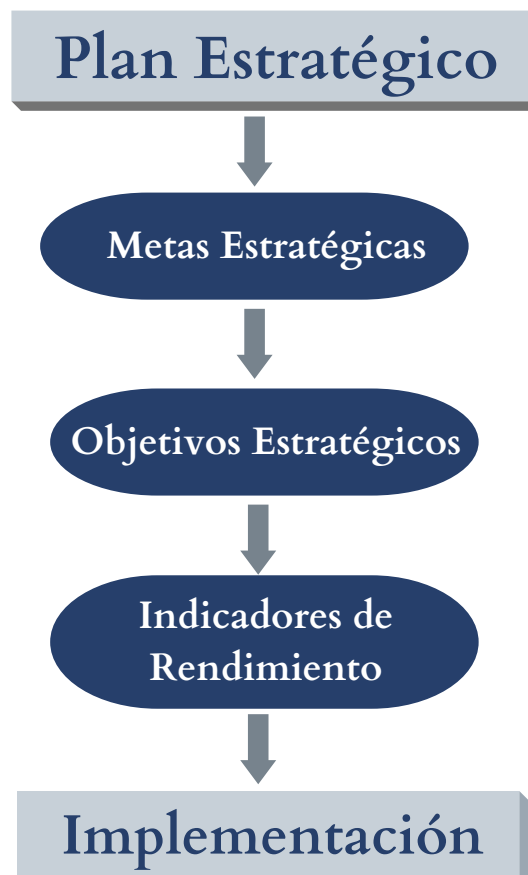 Plan Estratégico
Metas Estratégicas
Objetivos Estratégicos
Indicadores de
Rendimiento
Implementación